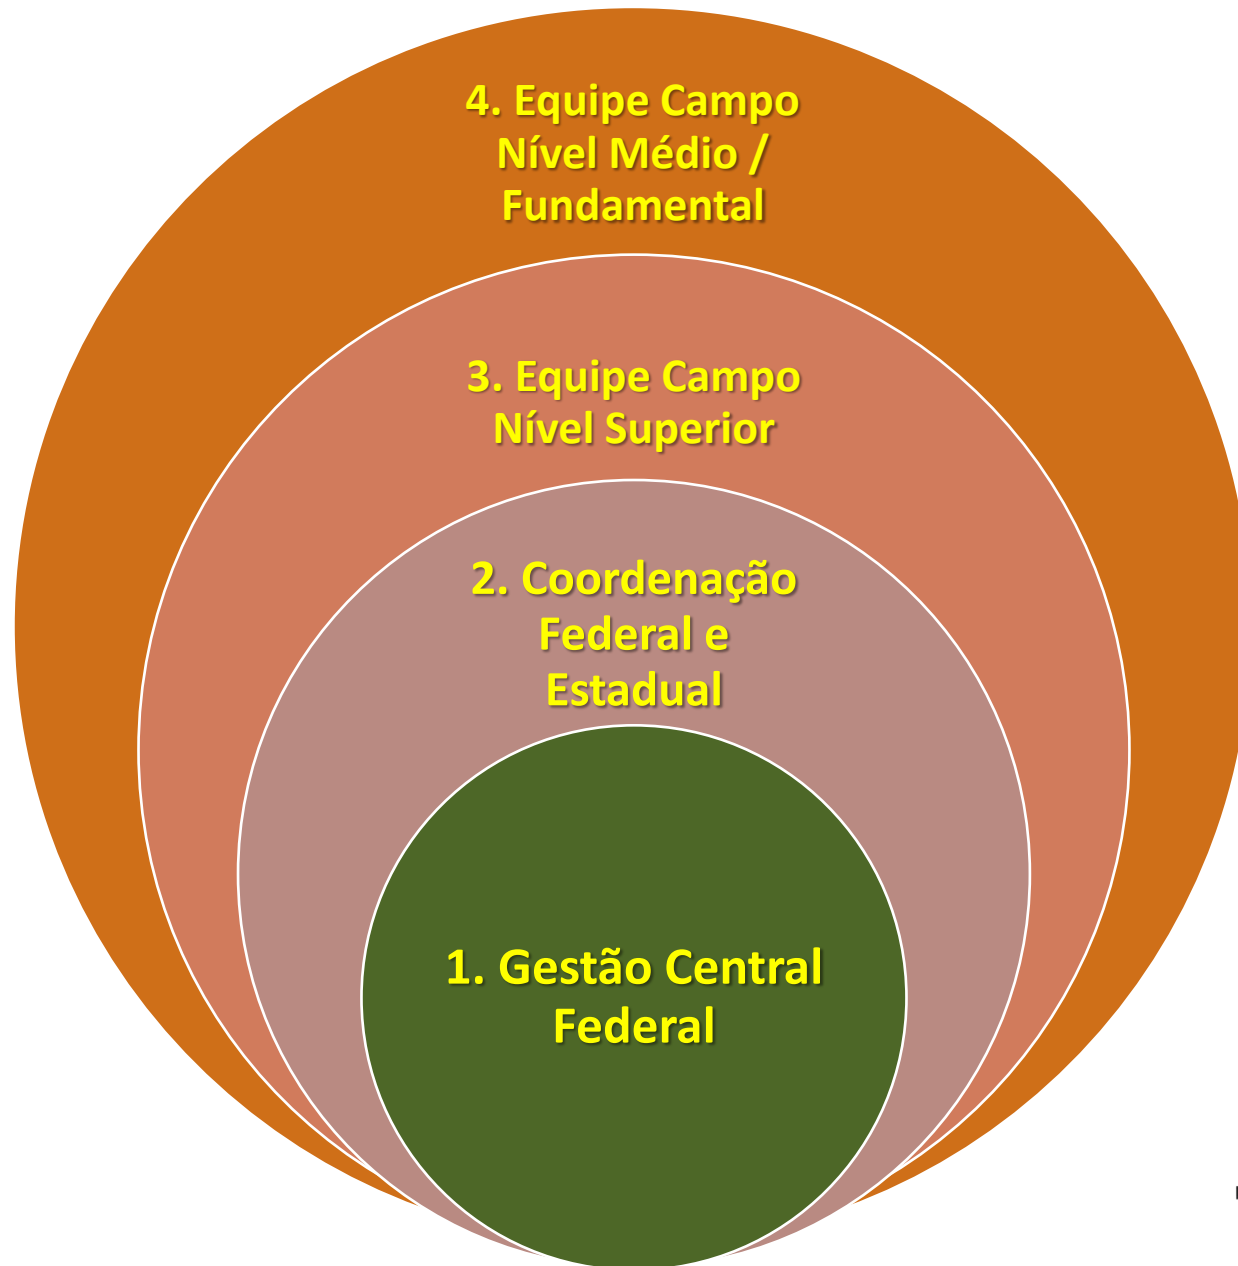 4. Equipe Campo
Nível Médio /
Fundamental
3. Equipe Campo
Nível Superior
2. Coordenação
Federal e
Estadual
1. Gestão Central
Federal